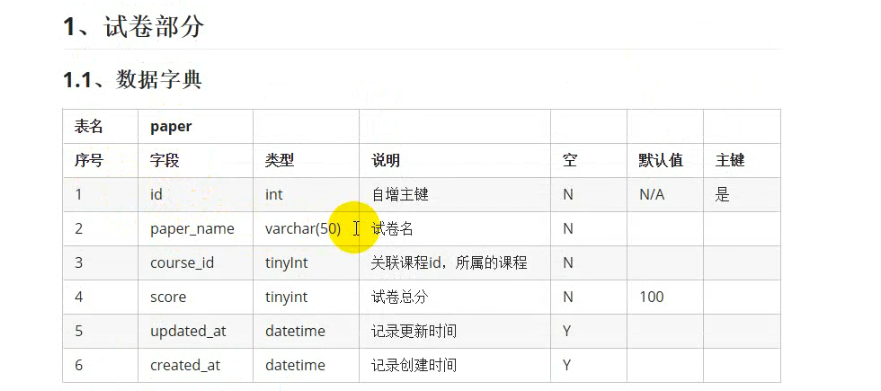 1、试卷部分
1.1、数据字典
表名 paper
序号 字段 类型 说明 空 默认值 主键
1 id int 自增主键 N N/A 是
2 paper_name varchar(50) 试卷名 N
3 course_id tinyInt 关联课程id，所属的课程 N
4 score tinyint 试卷总分 N 100
5 updated_at datetime 记录更新时间 Y
6 created_at datetime 记录创建时间 Y